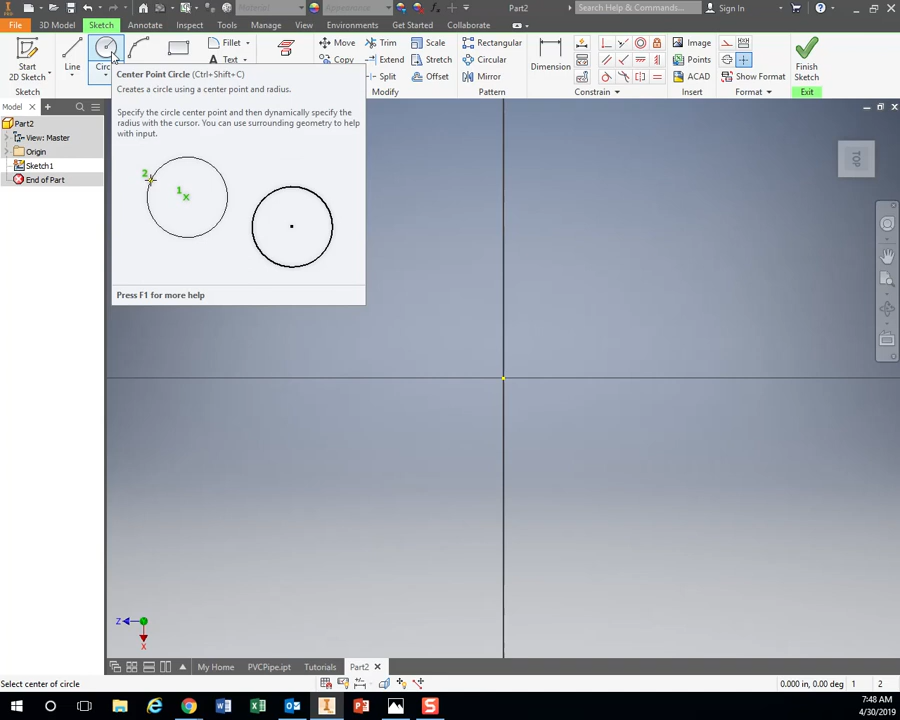 Material
Appearance
Part2
Search Help & Commands...
Sign In
File
3D Model
Sketch
Annotate
Inspect
Tools
Manage
View
Environments
Get Started
Collaborate
Start
2D Sketch
Line
Circle
Fillet
Text
Move
Copy
Trim
Extend
Split
Scale
Stretch
Offset
Rectangular
Circular
Mirror
Dimension
Image
Points
ACAD
Show Format
Finish
Sketch
Sketch
Modify
Pattern
Constrain
Insert
Format
Exit
Model
Part2
View: Master
Origin
Sketch1
End of Part
Center Point Circle (Ctrl+Shift+C)
Creates a circle using a center point and radius.
Specify the circle center point and then dynamically specify the
radius with the cursor. You can use surrounding geometry to help
with input.
2
1
Press F1 for more help
TOP
Z
X
My Home
PVCPipe.ipt
Tutorials
Part2
Select center of circle
0.000 in, 0.00 deg
1
2
7:48 AM
4/30/2019